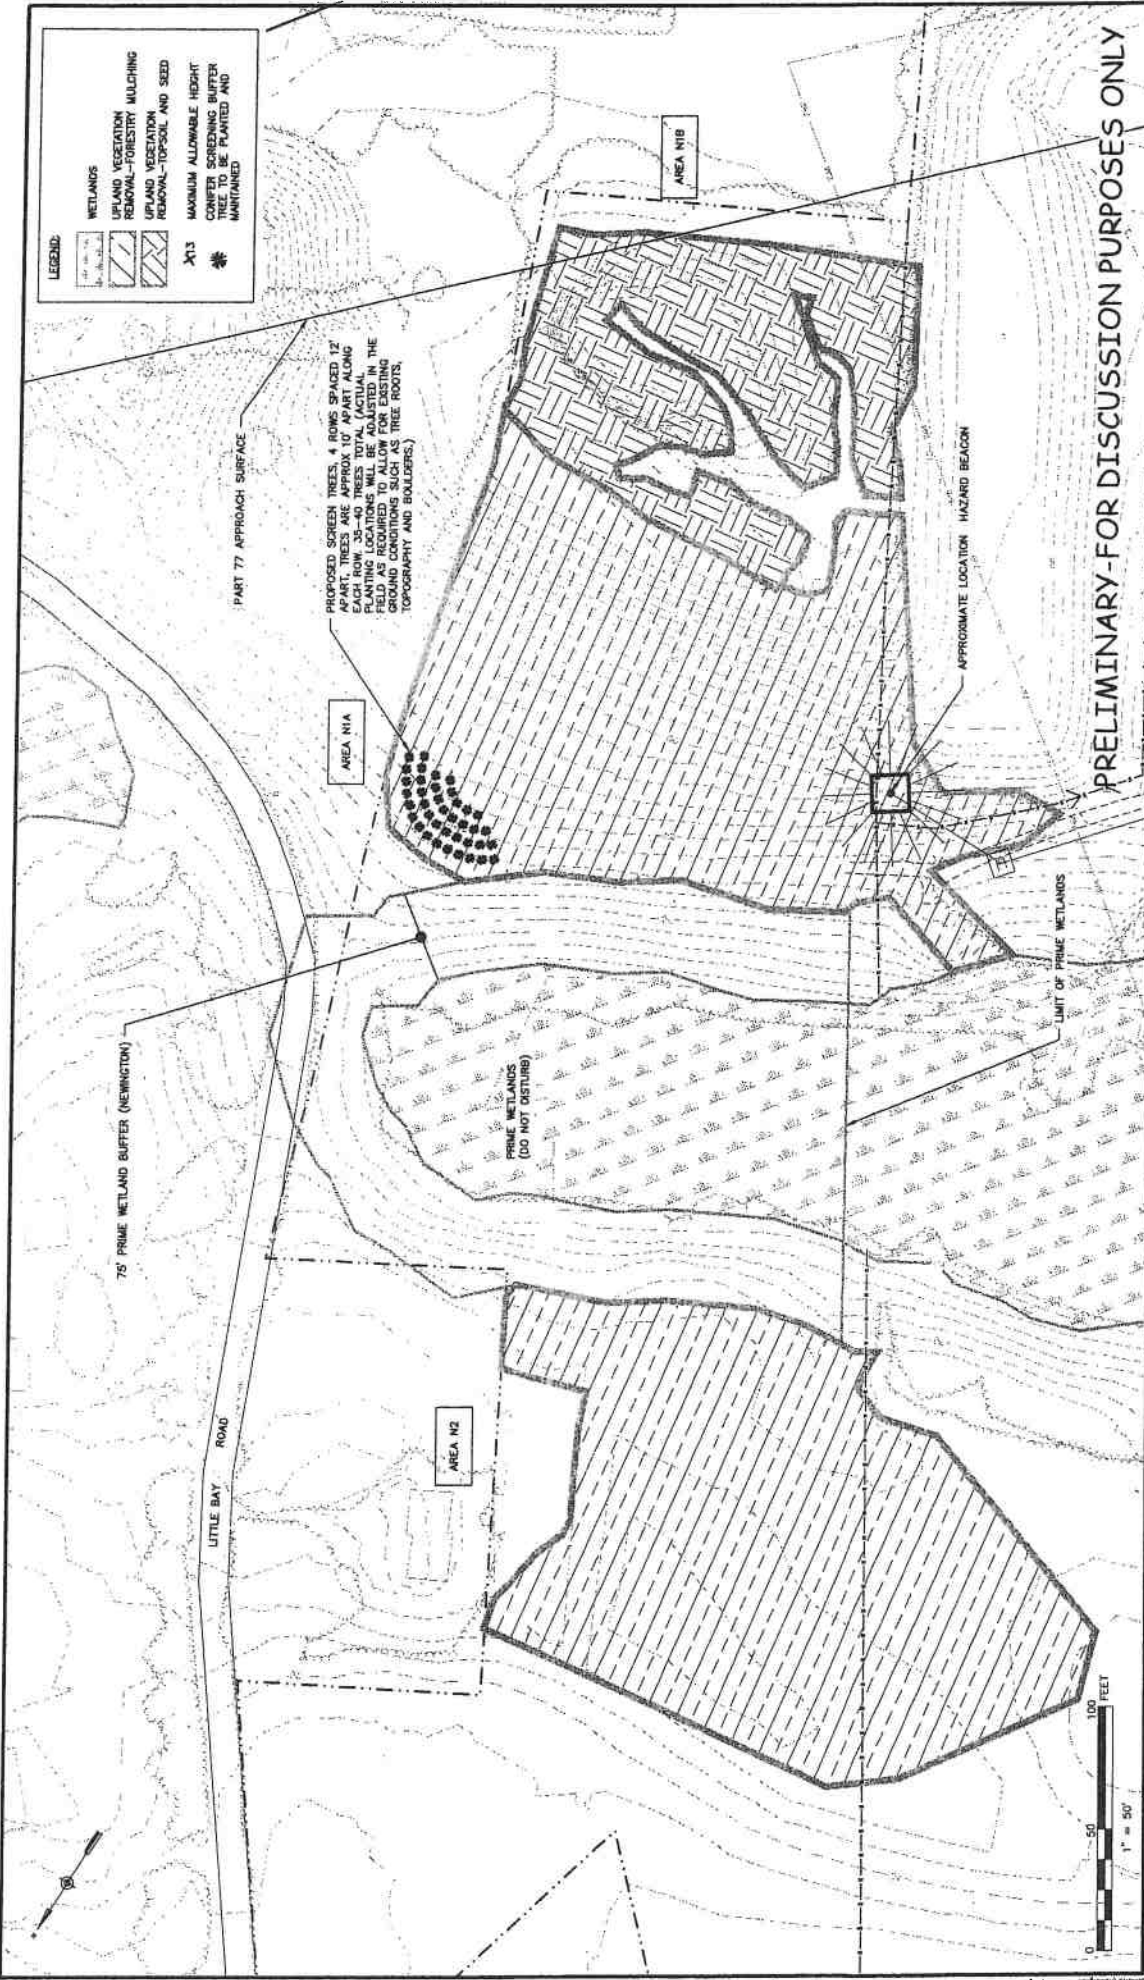 LEGEND:
WETLANDS
UPLAND VEGETATION
REMOVAL-FORESTRY MULCHING
UPLAND VEGETATION
REMOVAL-TOPSOIL AND SEED
X13 MAXIMUM ALLOWABLE HEIGHT
CONIFER SCREENING BUFFER
TREE TO BE PLANTED AND
MAINTAINED
PART 77 APPROACH SURFACE
PROPOSED SCREEN TREES, 4 ROWS SPACED 12'
APART, TREES ARE APPROX 10' APART ALONG
EACH ROW. 35-40 TREES TOTAL (ACTUAL
PLANTING LOCATIONS WILL BE ADJUSTED IN THE
FIELD AS REQUIRED TO ALLOW FOR EXISTING
GROUND CONDITIONS SUCH AS TREE ROOTS,
TOPOGRAPHY AND BOULDERS.)
AREA N1B
AREA N1A
75' PRIME WETLAND BUFFER (NEWINGTON)
LITTLE BAY ROAD
AREA N2
PRIME WETLANDS
(DO NOT DISTURB)
APPROXIMATE LOCATION HAZARD BEACON
LIMIT OF PRIME WETLANDS
0 50 100 FEET
1" = 50'
PRELIMINARY-FOR DISCUSSION PURPOSES ONLY